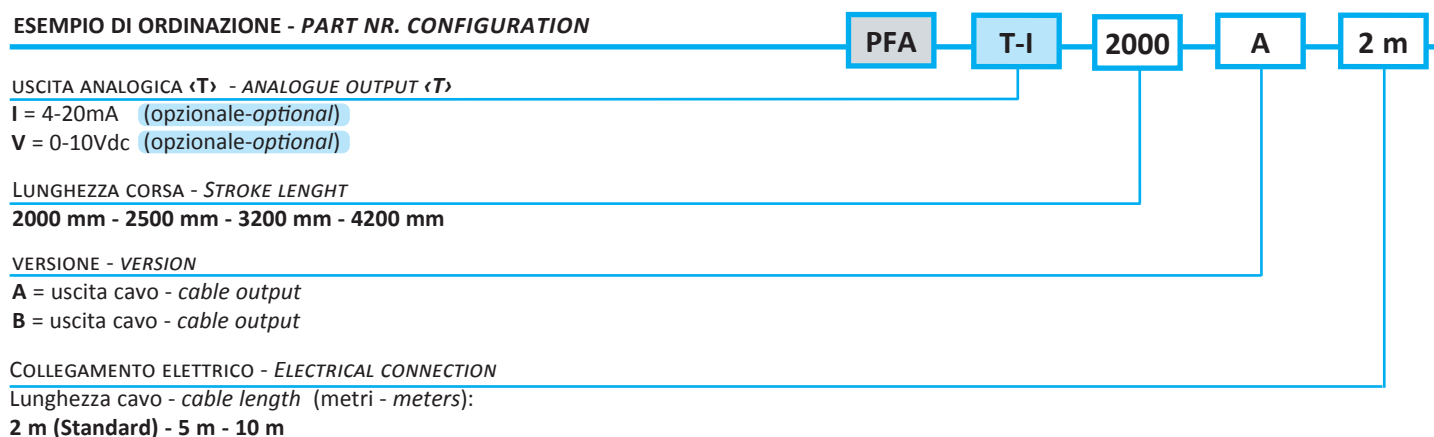 ESEMPIO DI ORDINAZIONE - PART NR. CONFIGURATION
PFA T-I 2000 A 2 m
USCITA ANALOGICA ‹T› - ANALOGUE OUTPUT ‹T›
I = 4-20mA (opzionale-optional)
V = 0-10Vdc (opzionale-optional)
LUNGHEZZA CORSA - STROKE LENGHT
2000 mm - 2500 mm - 3200 mm - 4200 mm
VERSIONE - VERSION
A = uscita cavo - cable output
B = uscita cavo - cable output
COLLEGAMENTO ELETTRICO - ELECTRICAL CONNECTION
Lunghezza cavo - cable length (metri - meters):
2 m (Standard) - 5 m - 10 m